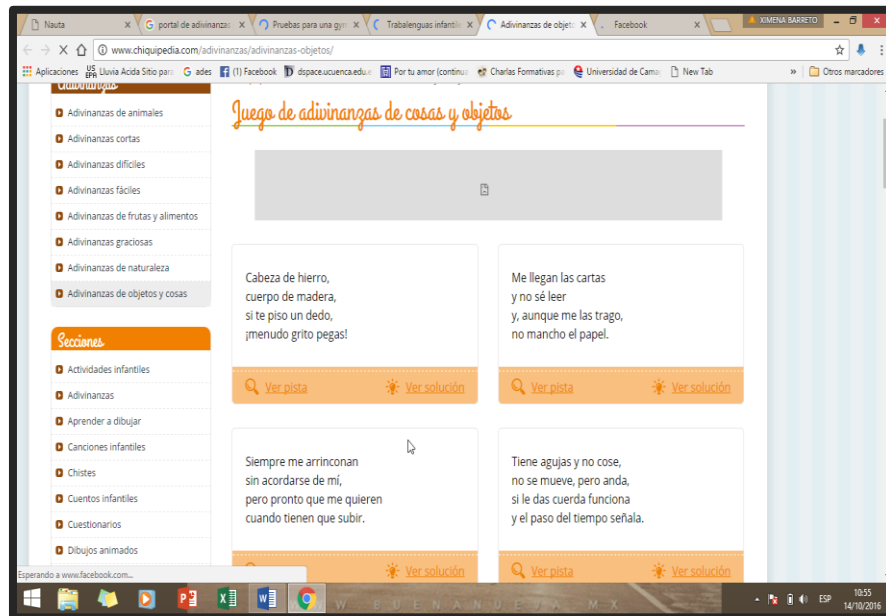 Nauta
portal de adivinanzas
Pruebas para una gym
Trabalenguas infantile
Adivinanzas de objeto
Facebook
XIMENA BARRETO
www.chiquipedia.com/adivinanzas/adivinanzas-objetos/
Aplicaciones
US EPA
Lluvia Acida Sitio para
ades
(1) Facebook
dspace.ucuenca.edu.e
Por tu amor (continua
Charlas Formativas pa
Universidad de Cama
New Tab
»
Otros marcadores
Adivinanzas
Adivinanzas de animales
Adivinanzas cortas
Adivinanzas difíciles
Adivinanzas fáciles
Adivinanzas de frutas y alimentos
Adivinanzas graciosas
Adivinanzas de naturaleza
Adivinanzas de objetos y cosas
Secciones
Actividades infantiles
Adivinanzas
Aprender a dibujar
Canciones infantiles
Chistes
Cuentos infantiles
Cuestionarios
Dibujos animados
Juego de adivinanzas de cosas y objetos
Cabeza de hierro,
cuerpo de madera,
si te piso un dedo,
¡menudo grito pegas!
Ver pista
Ver solución
Me llegan las cartas
y no sé leer
y, aunque me las trago,
no mancho el papel.
Ver pista
Ver solución
Siempre me arrinconan
sin acordarse de mí,
pero pronto que me quieren
cuando tienen que subir.
Ver solución
Tiene agujas y no cose,
no se mueve, pero anda,
si le das cuerda funciona
y el paso del tiempo señala.
Ver pista
Ver solución
Esperando a www.facebook.com...
ESP
10:55
14/10/2016